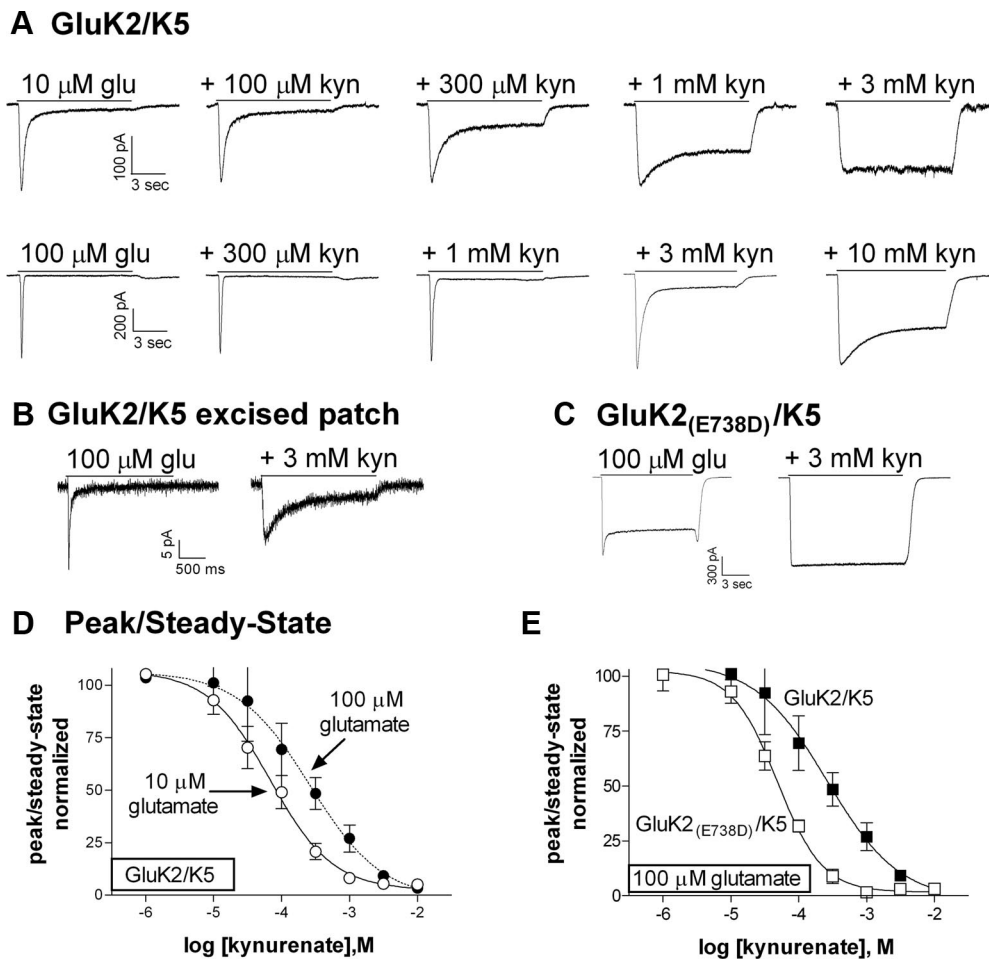 A GluK2/K5
10 μM glu
+ 100 μM kyn
+ 300 μM kyn
+ 1 mM kyn
+ 3 mM kyn
100 pA
3 sec
100 μM glu
+ 300 μM kyn
+ 1 mM kyn
+ 3 mM kyn
+ 10 mM kyn
200 pA
3 sec
B GluK2/K5 excised patch
100 μM glu
+ 3 mM kyn
5 pA
500 ms
C GluK2(E738D)/K5
100 μM glu
+ 3 mM kyn
300 pA
3 sec
D Peak/Steady-State
peak/steady-state
normalized
100
75
50
25
0
100 μM
glutamate
10 μM
glutamate
GluK2/K5
-6 -5 -4 -3 -2
log [kynurenate],M
E
peak/steady-state
normalized
100
75
50
25
0
GluK2/K5
GluK2(E738D)/K5
100 μM glutamate
-6 -5 -4 -3 -2
log [kynurenate], M